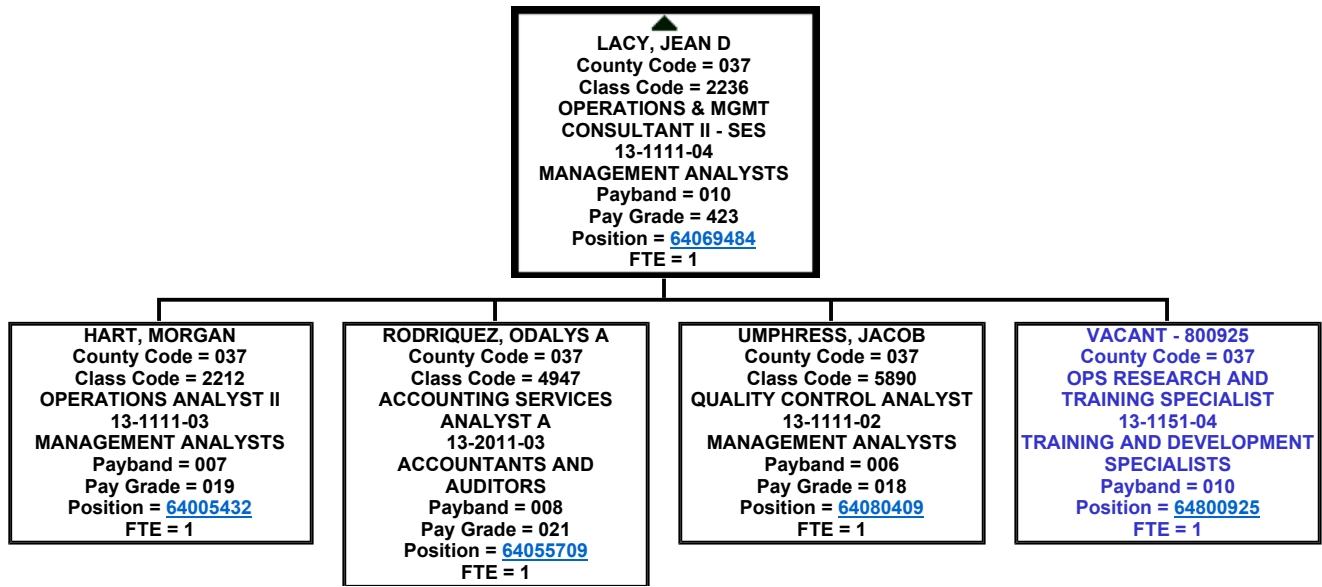 LACY, JEAN D
County Code = 037
Class Code = 2236
OPERATIONS & MGMT
CONSULTANT II - SES
13-1111-04
MANAGEMENT ANALYSTS
Payband = 010
Pay Grade = 423
Position = 64069484
FTE = 1
HART, MORGAN
County Code = 037
Class Code = 2212
OPERATIONS ANALYST II
13-1111-03
MANAGEMENT ANALYSTS
Payband = 007
Pay Grade = 019
Position = 64005432
FTE = 1
RODRIQUEZ, ODALYS A
County Code = 037
Class Code = 4947
ACCOUNTING SERVICES
ANALYST A
13-2011-03
ACCOUNTANTS AND
AUDITORS
Payband = 008
Pay Grade = 021
Position = 64055709
FTE = 1
UMPHRESS, JACOB
County Code = 037
Class Code = 5890
QUALITY CONTROL ANALYST
13-1111-02
MANAGEMENT ANALYSTS
Payband = 006
Pay Grade = 018
Position = 64080409
FTE = 1
VACANT - 800925
County Code = 037
OPS RESEARCH AND
TRAINING SPECIALIST
13-1151-04
TRAINING AND DEVELOPMENT
SPECIALISTS
Payband = 010
Position = 64800925
FTE = 1